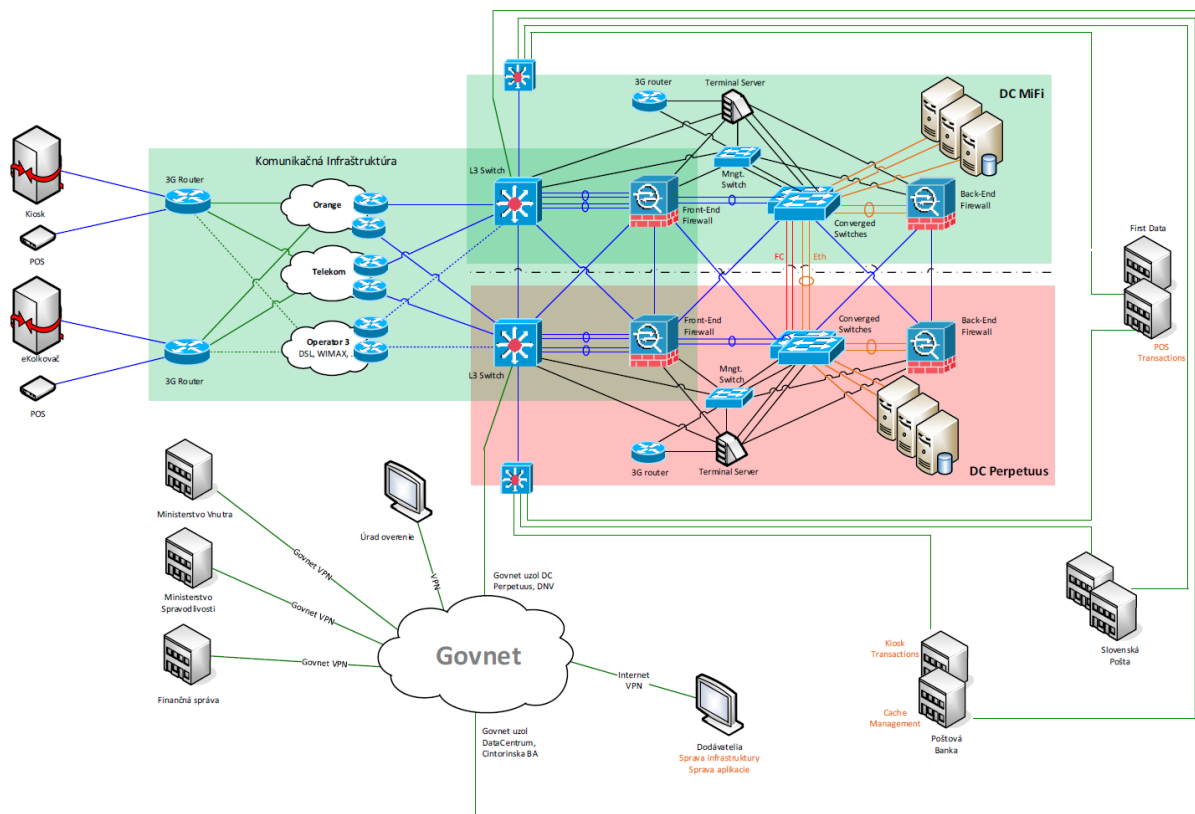 3G router
Terminal Server
DC MiFi
Komunikačná Infraštruktúra
L3 Switch
Mngt.
Switch
3G Router
Kiosk
Orange
Front-End
Firewall
Converged
Switches
Back-End
Firewall
POS
First Data
Telekom
FC
Eth
eKolkovač
3G Router
Operator 3
DSL, WIMAX, ..
L3 Switch
Front-End
Firewall
Converged
Switches
Back-End
Firewall
POS
Transactions
Mngt.
Switch
POS
3G router
Terminal Server
DC Perpetuus
Ministerstvo Vnutra
Úrad overenie
Govnet VPN
VPN
Govnet uzol DC
Perpetuus, DNV
Ministerstvo
Spravodlivosti
Govnet VPN
Govnet VPN
Govnet
Finančná správa
Internet
VPN
Kiosk
Transactions
Slovenská
Pošta
Cache
Management
Govnet uzol
DataCentrum,
Cintorinska BA
Dodávatelia
Sprava infrastruktury
Sprava aplikacie
Poštová
Banka